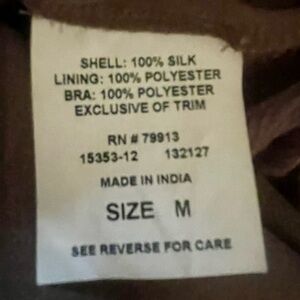 SHELL: 100% SILK
LINING: 100% POLYESTER
BRA: 100% POLYESTER
EXCLUSIVE OF TRIM
RN # 79913
15353-12 132127
MADE IN INDIA
SIZE M
SEE REVERSE FOR CARE